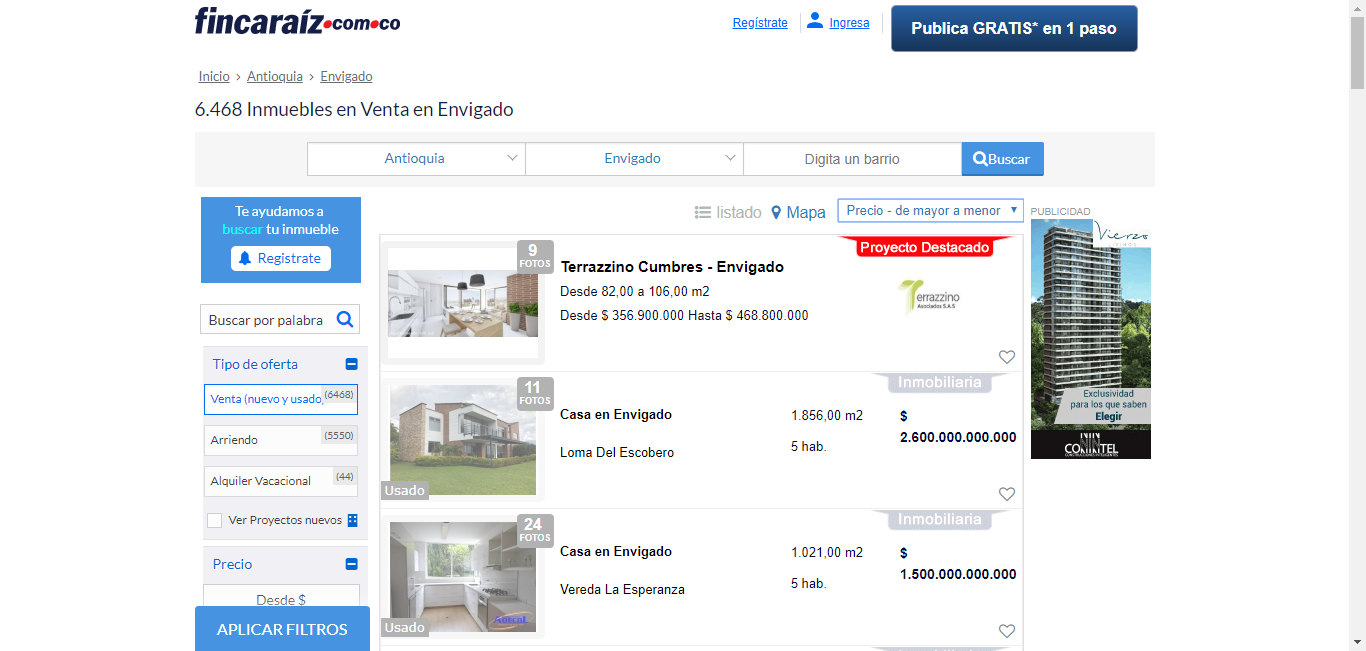 fincaraíz.com.co
Regístrate
Ingresa
Publica GRATIS* en 1 paso
Inicio > Antioquia > Envigado
6.468 Inmuebles en Venta en Envigado
Antioquia
Envigado
Digita un barrio
Buscar
Te ayudamos a
buscar tu inmueble
Registrate
listado
Mapa
Precio - de mayor a menor
PUBLICIDAD
Buscar por palabra
Tipo de oferta
Venta (nuevo y usado)
(6468)
Arriendo
(5550)
Alquiler Vacacional
(44)
Ver Proyectos nuevos
Precio
Desde $
APLICAR FILTROS
9
FOTOS
Terrazzino Cumbres - Envigado
Desde 82,00 a 106,00 m2
Desde $ 356.900.000 Hasta $ 468.800.000
Proyecto Destacado
Terrazzino
Asociados S.A.S
11
FOTOS
Usado
Casa en Envigado
Loma Del Escobero
1.856,00 m2
5 hab.
Inmobiliaria
$
2.600.000.000.000
24
FOTOS
Usado
Casa en Envigado
Vereda La Esperanza
1.021,00 m2
5 hab.
Inmobiliaria
$
1.500.000.000.000
Vierzo
Exclusividad
para los que saben
Elegir
CONINTEL
CONSTRUCCIONES INTELIGENTES